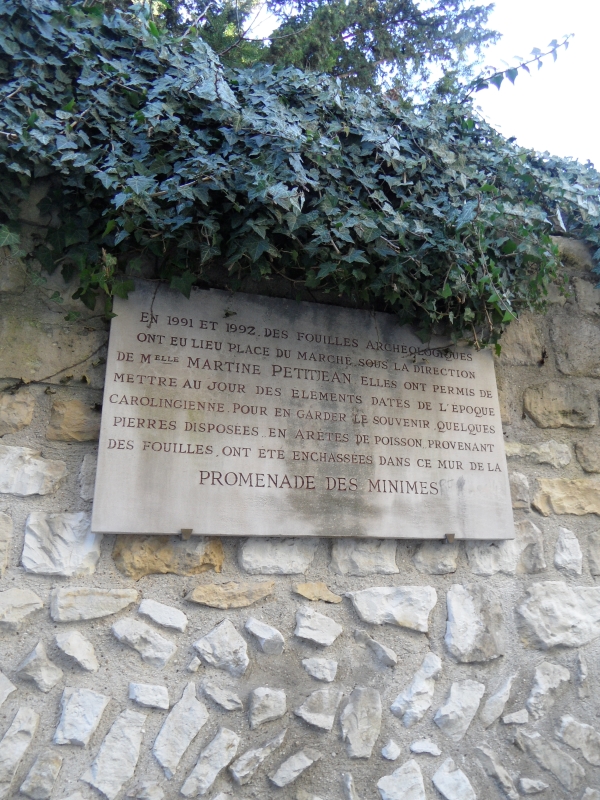 EN 1991 ET 1992, DES FOUILLES ARCHEOLOGIQUES
ONT EU LIEU PLACE DU MARCHE, SOUS LA DIRECTION
DE Melle MARTINE PETITJEAN. ELLES ONT PERMIS DE
METTRE AU JOUR DES ELEMENTS DATES DE L'EPOQUE
CAROLINGIENNE. POUR EN GARDER LE SOUVENIR, QUELQUES
PIERRES DISPOSEES EN ARÊTES DE POISSON, PROVENANT
DES FOUILLES, ONT ETE ENCHASSEES DANS CE MUR DE LA
PROMENADE DES MINIMES